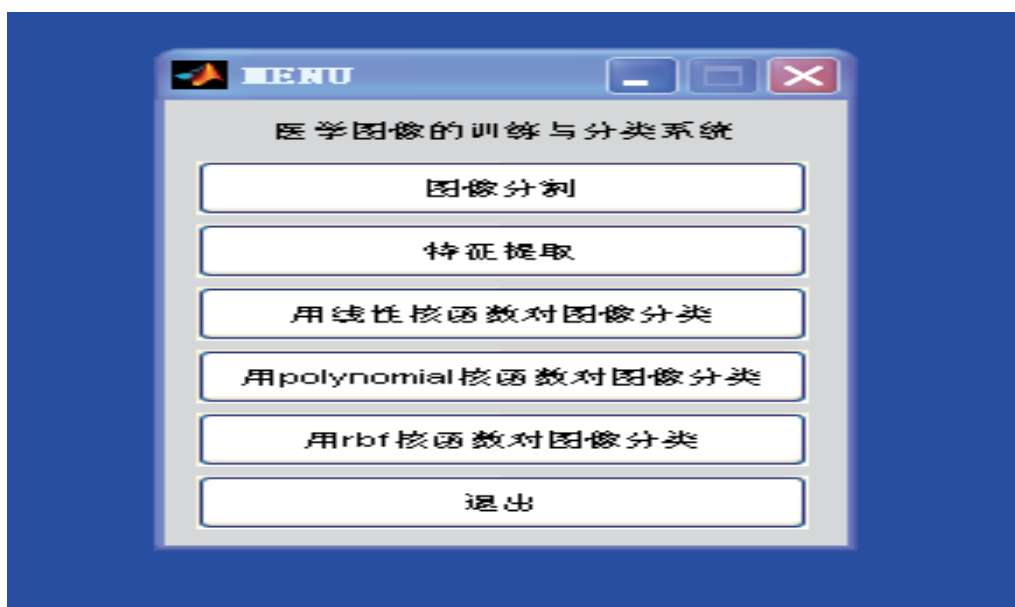 MENU
医学图像的训练与分类系统
图像分割
特征提取
用线性核函数对图像分类
用polynomial核函数对图像分类
用rbf核函数对图像分类
退出